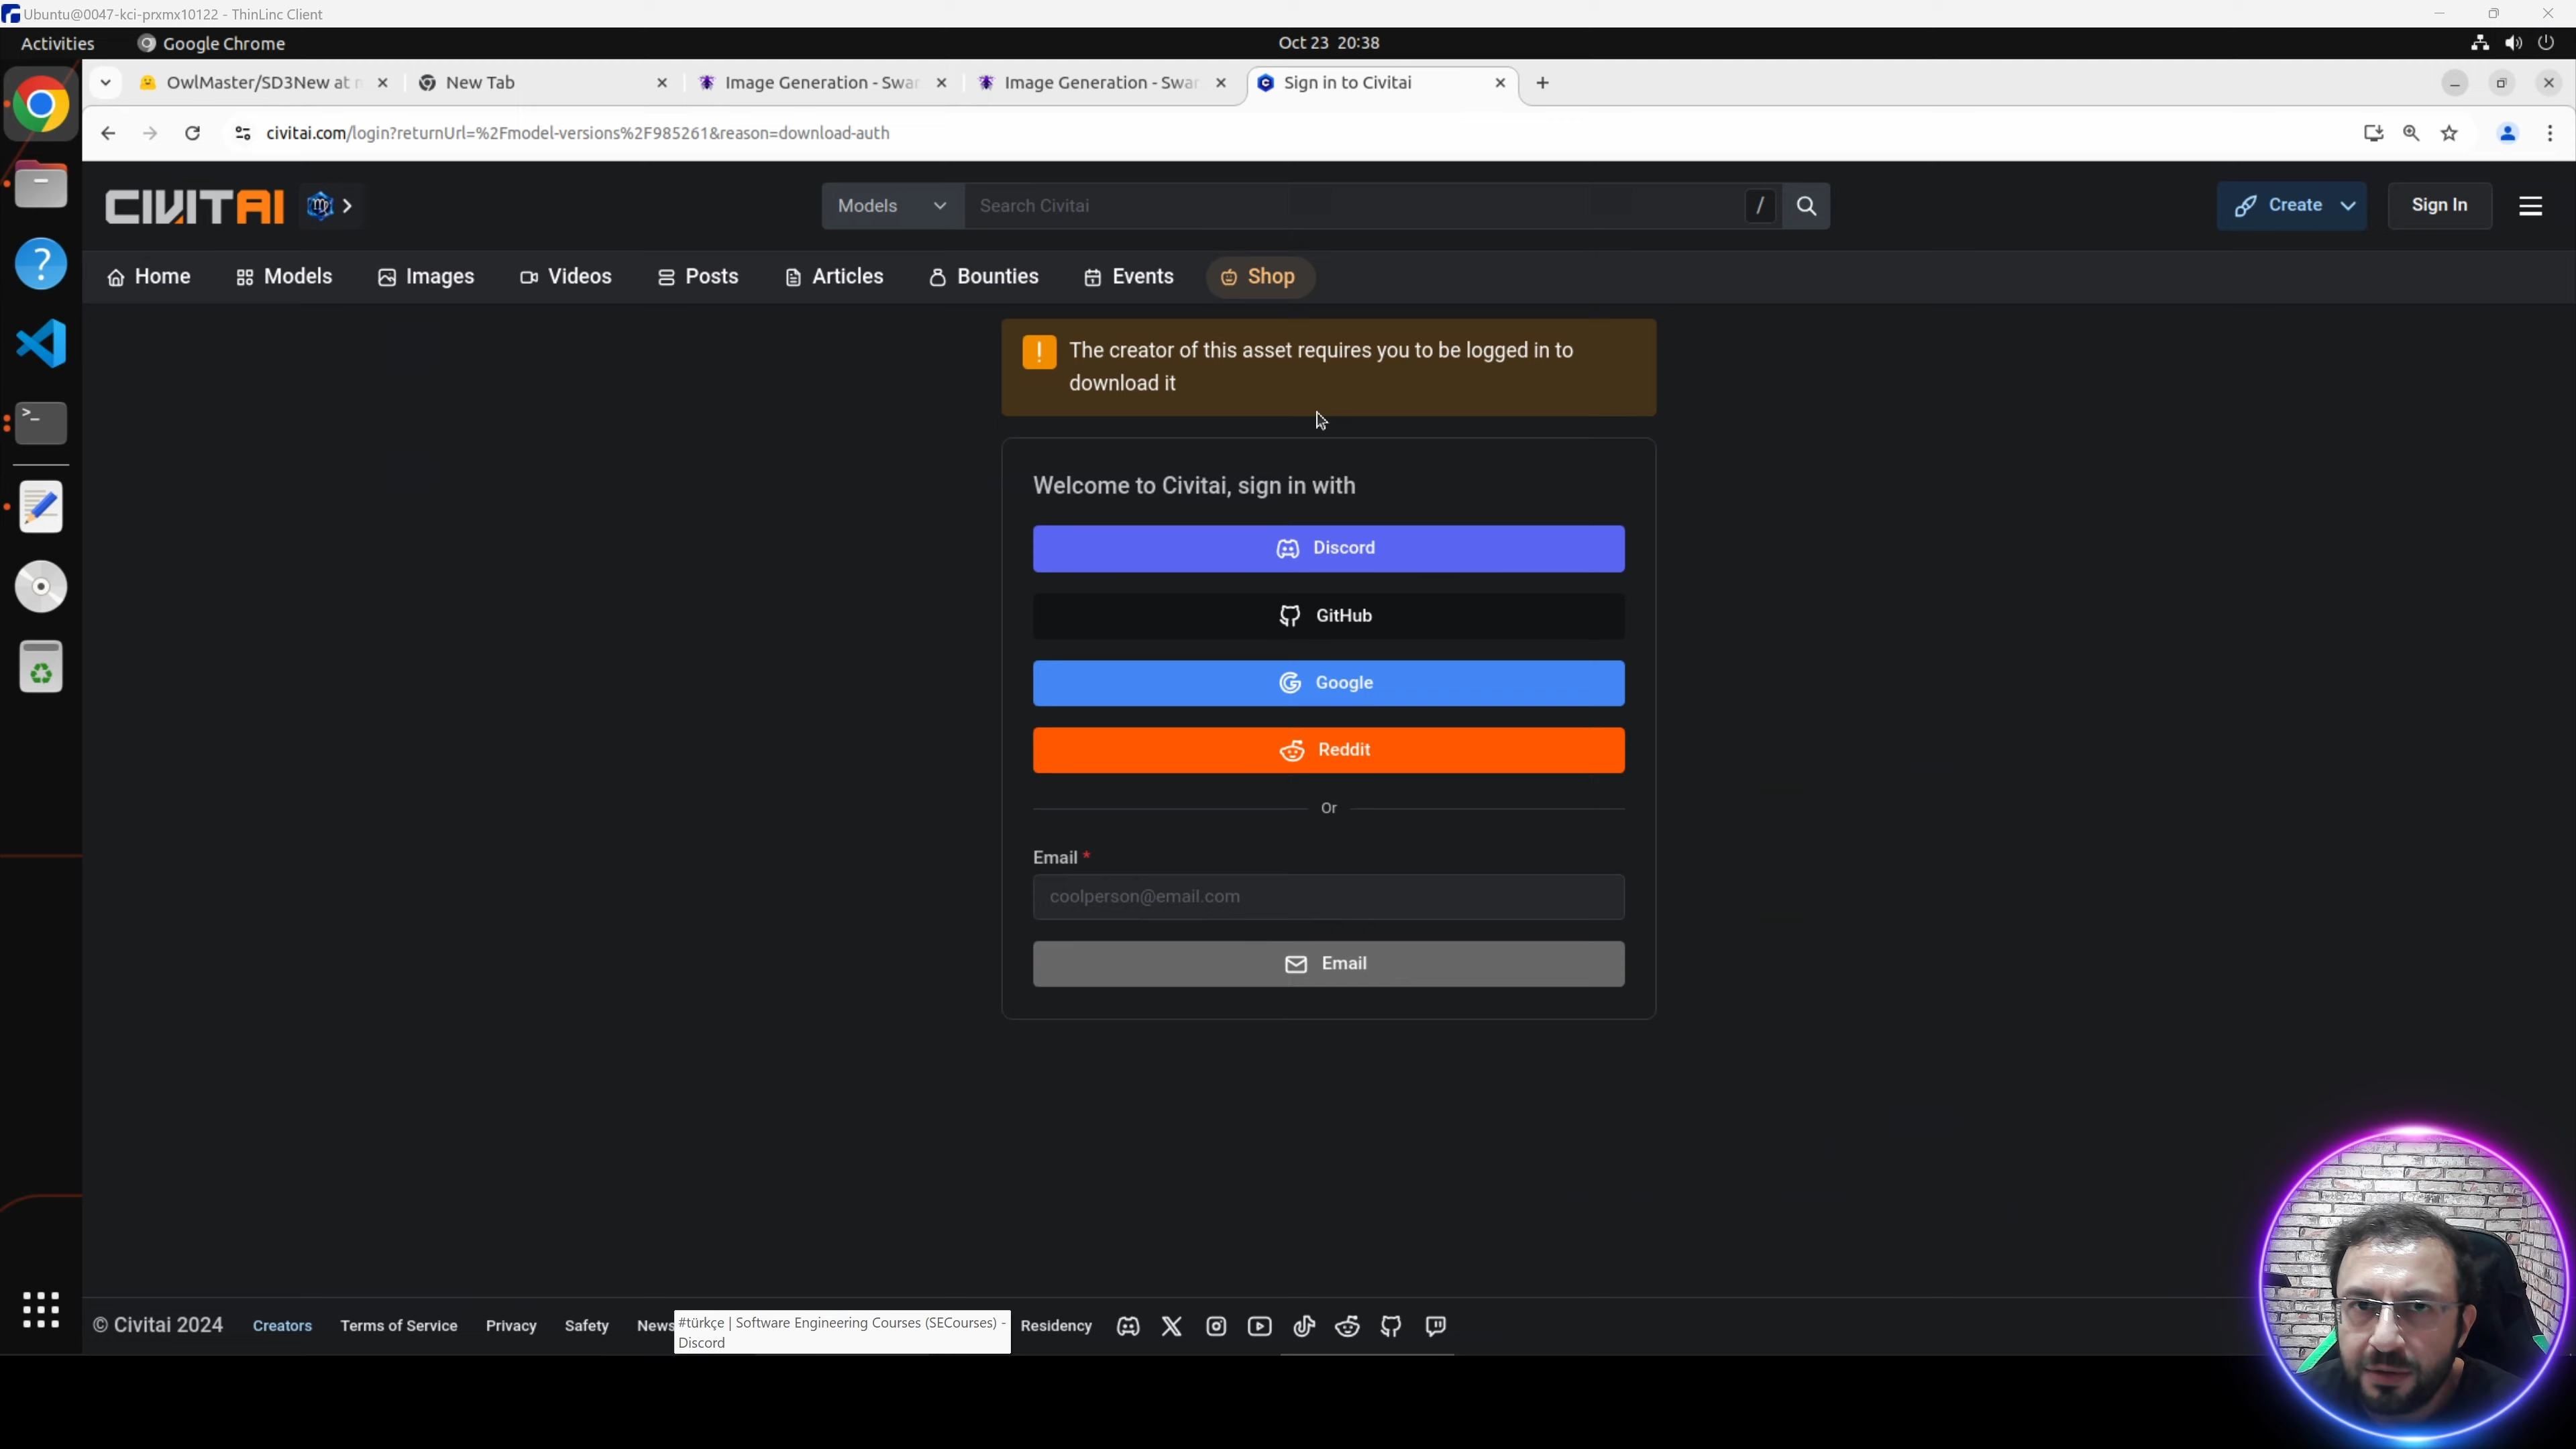 Ubuntu@0047-kci-prxmx10122 - ThinLinc Client
Activities
Google Chrome
Oct 23 20:38
OwlMaster/SD3New at
New Tab
Image Generation - Swar
Image Generation - Swar
Sign in to Civitai
civitai.com/login?returnUrl=%2Fmodel-versions%2F985261&reason=download-auth
CIVITAI
Models
Search Civitai
/
Create
Sign In
Home
Models
Images
Videos
Posts
Articles
Bounties
Events
Shop
! The creator of this asset requires you to be logged in to
download it
Welcome to Civitai, sign in with
Discord
GitHub
Google
Reddit
Or
Email *
coolperson@email.com
Email
© Civitai 2024
Creators
Terms of Service
Privacy
Safety
News
#türkçe | Software Engineering Courses (SECourses) -
Discord
Residency